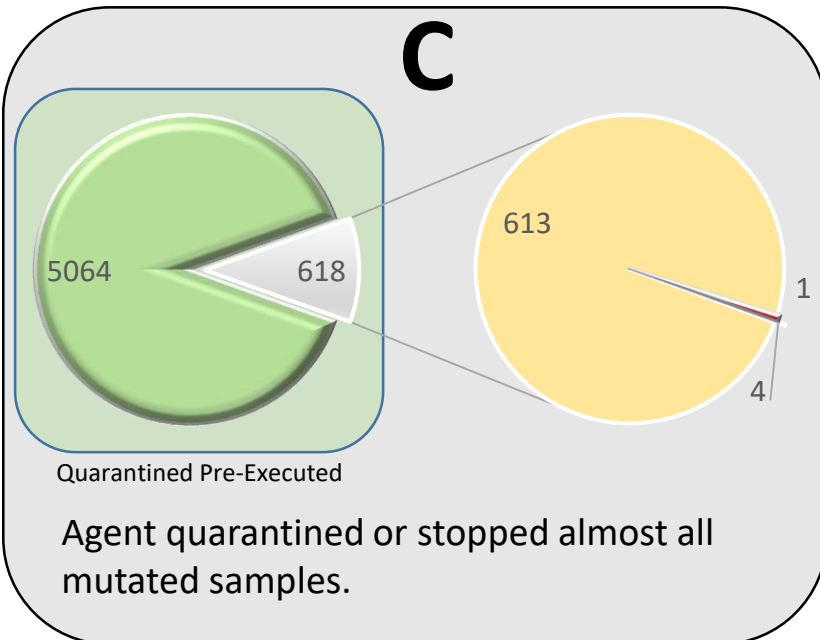 C
5064
618
613
1
4
Quarantined Pre-Executed
Agent quarantined or stopped almost all
mutated samples.